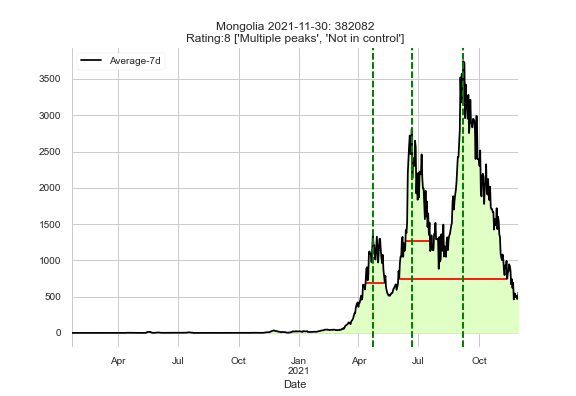 Mongolia 2021-11-30: 382082
Rating:8 ['Multiple peaks', 'Not in control']
Average-7d
3500
3000
2500
2000
1500
1000
500
0
Apr Jul Oct Jan Apr Jul Oct
2021
Date